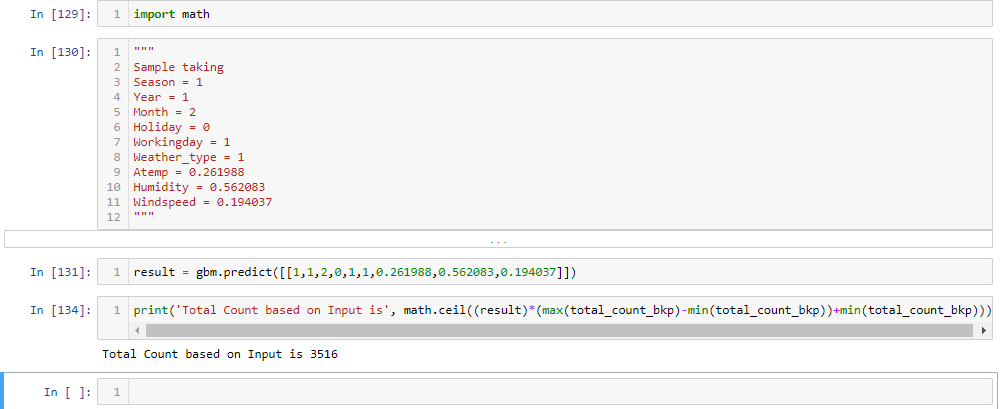 In [129]: 1 import math
In [130]: 1 """
2 Sample taking
3 Season = 1
4 Year = 1
5 Month = 2
6 Holiday = 0
7 Workingday = 1
8 Weather_type = 1
9 Atemp = 0.261988
10 Humidity = 0.562083
11 Windspeed = 0.194037
12 """
...
In [131]: 1 result = gbm.predict([[1,1,2,0,1,1,0.261988,0.562083,0.194037]])
In [134]: 1 print('Total Count based on Input is', math.ceil((result)*(max(total_count_bkp)-min(total_count_bkp))+min(total_count_bkp)))
Total Count based on Input is 3516
In [ ]: 1